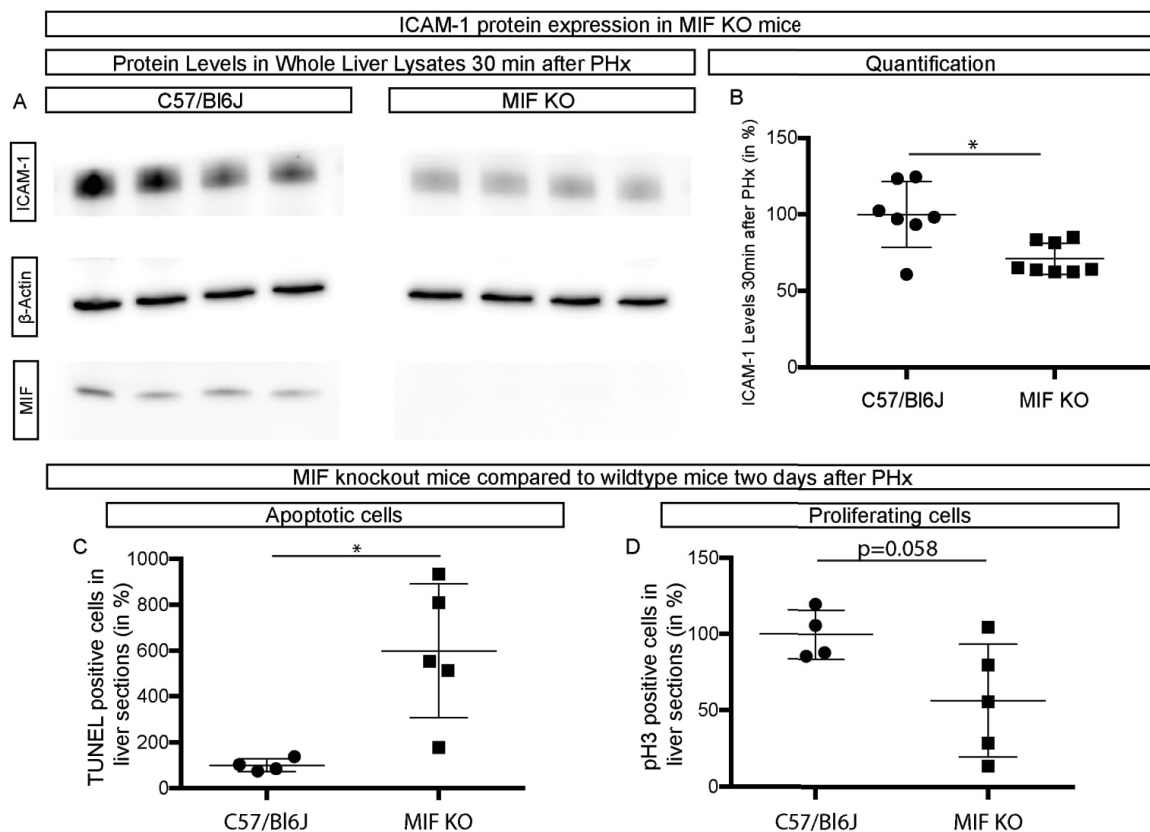 ICAM-1 protein expression in MIF KO mice
Protein Levels in Whole Liver Lysates 30 min after PHx
Quantification
A
C57/Bl6J
MIF KO
B
ICAM-1
β-Actin
MIF
ICAM-1 Levels 30min after PHx (in %)
150
100
50
0
*
C57/Bl6J
MIF KO
MIF knockout mice compared to wildtype mice two days after PHx
Apoptotic cells
Proliferating cells
C
TUNEL positive cells in
liver sections (in %)
1000
800
600
400
200
0
*
C57/Bl6J
MIF KO
D
pH3 positive cells in
liver sections (in %)
150
100
50
0
p=0.058
C57/Bl6J
MIF KO